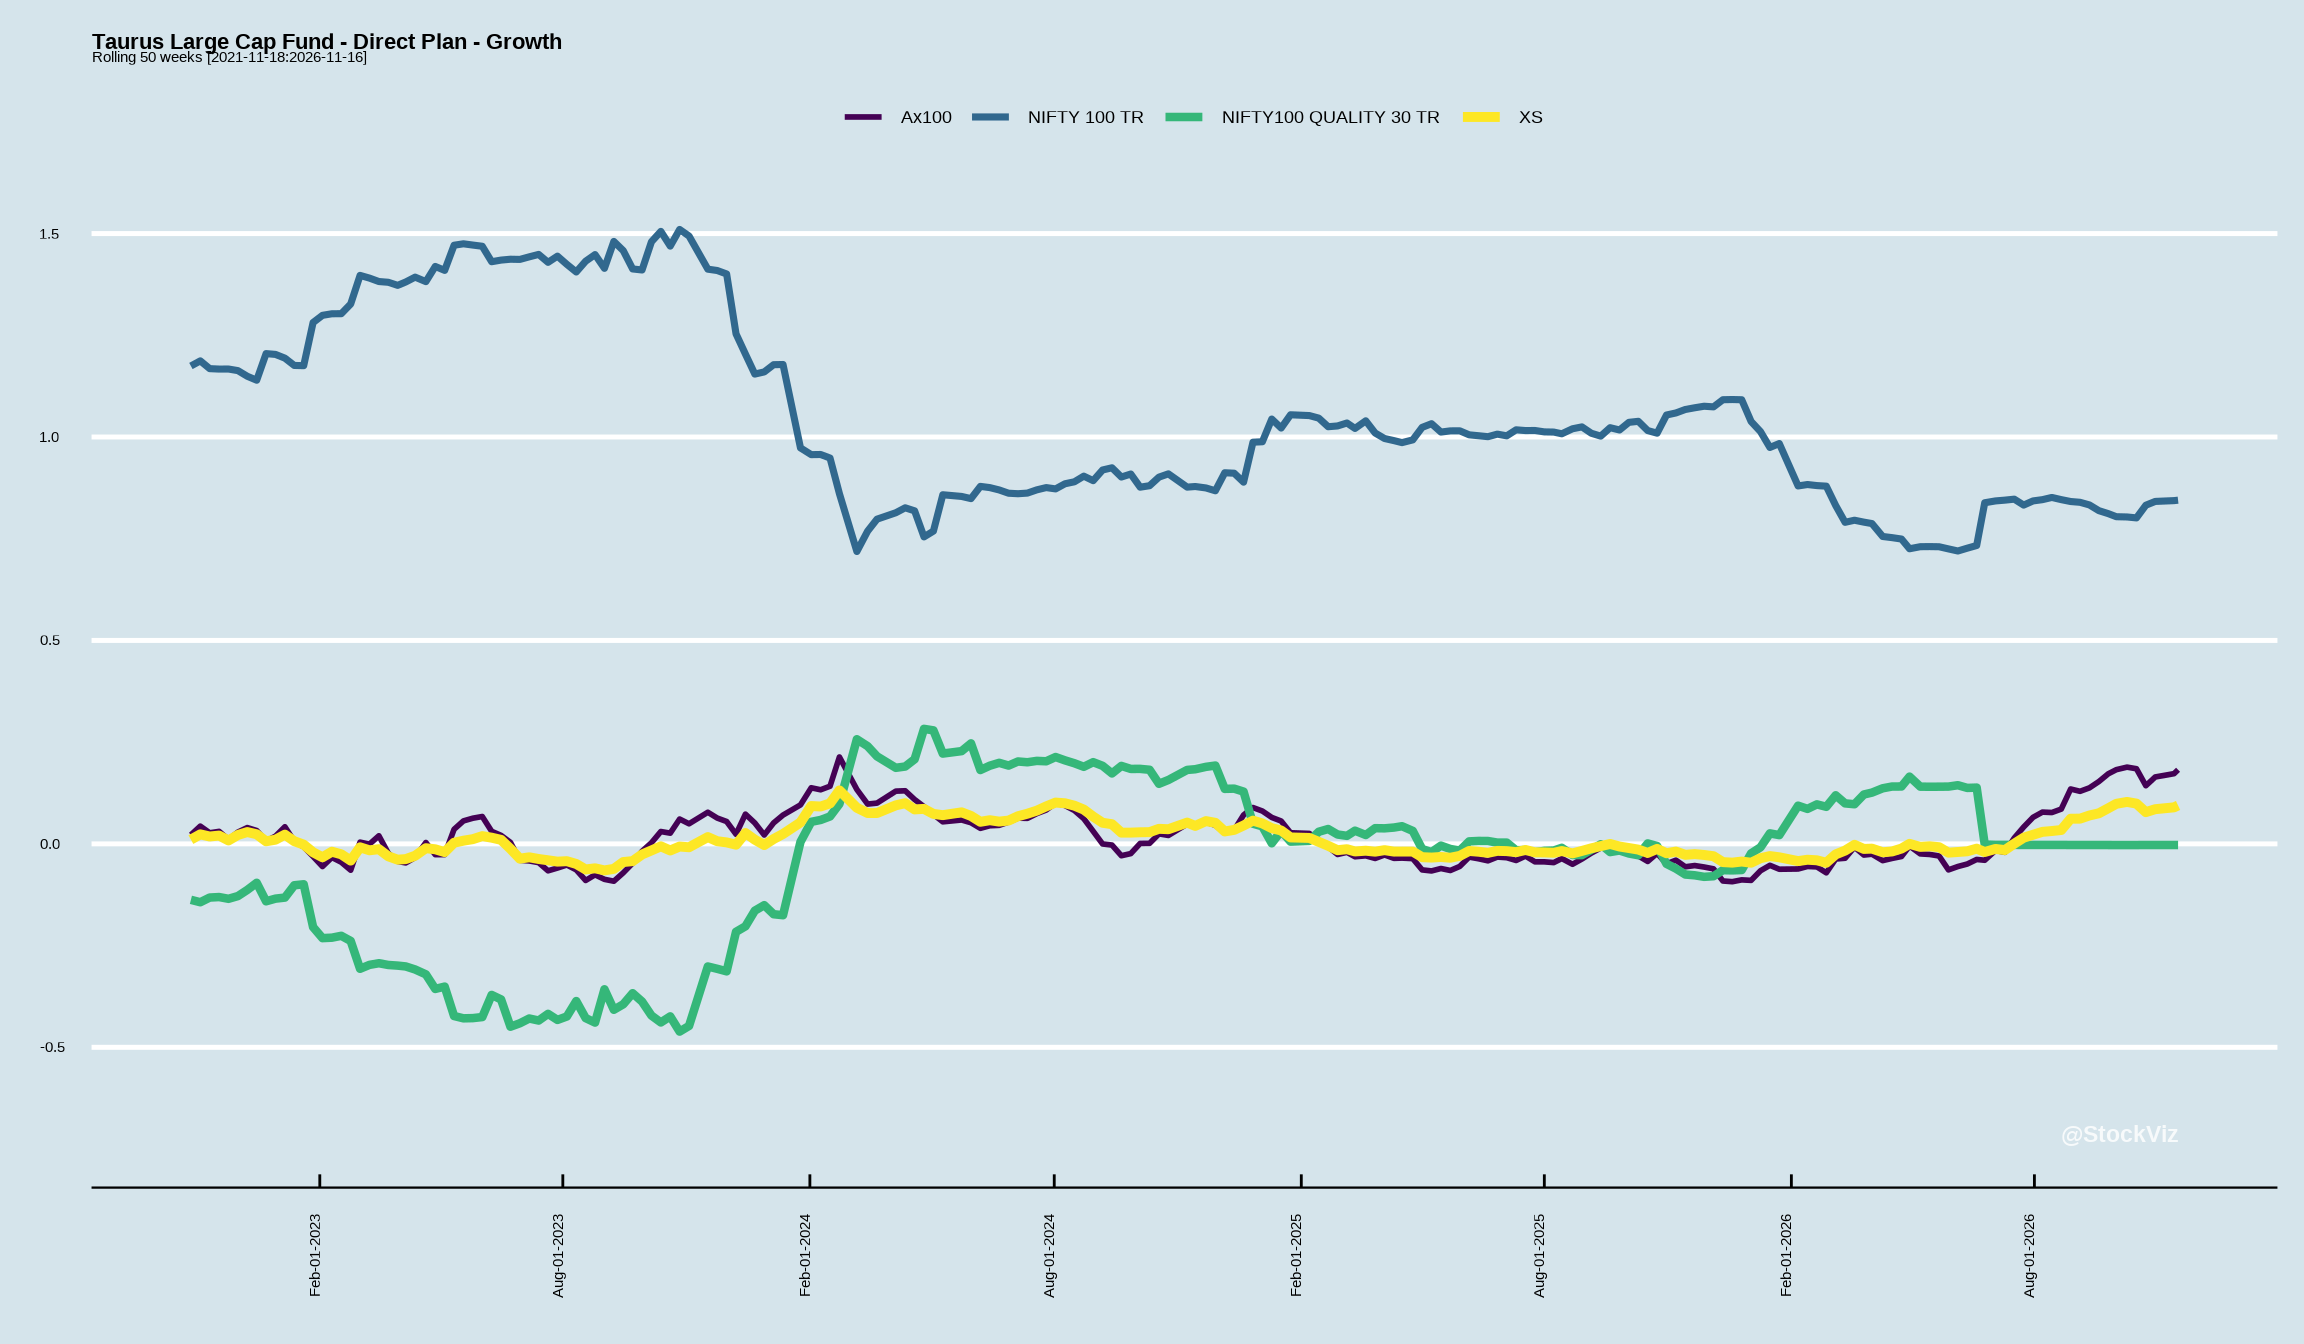 Taurus Large Cap Fund - Direct Plan - Growth
Rolling 50 weeks [2021-11-18:2026-11-16]
Ax100 NIFTY 100 TR NIFTY100 QUALITY 30 TR XS
1.5
1.0
0.5
0.0
-0.5
@StockViz
Feb-01-2023
Aug-01-2023
Feb-01-2024
Aug-01-2024
Feb-01-2025
Aug-01-2025
Feb-01-2026
Aug-01-2026